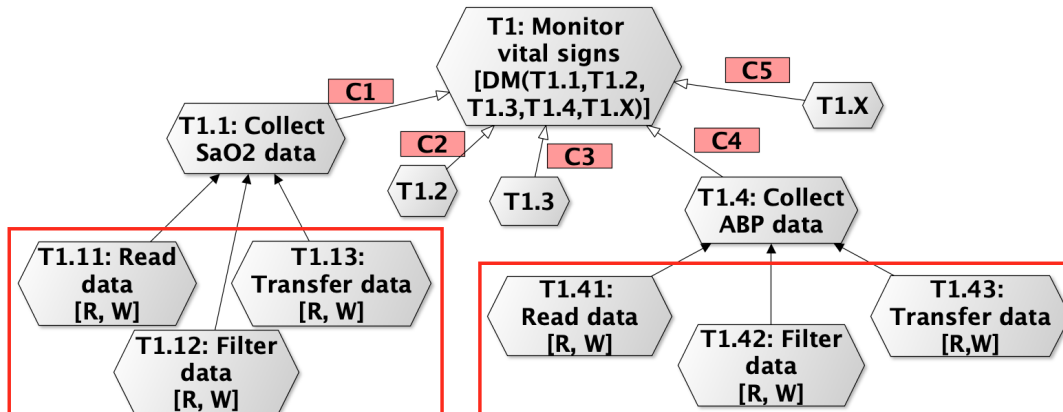 T1: Monitor
vital signs
[DM(T1.1,T1.2,
T1.3,T1.4,T1.X)]
C1
C5
T1.X
T1.1: Collect
SaO2 data
C2
C3
C4
T1.2
T1.3
T1.4: Collect
ABP data
T1.11: Read
data
[R, W]
T1.13:
Transfer data
[R, W]
T1.12: Filter
data
[R, W]
T1.41:
Read data
[R, W]
T1.42: Filter
data
[R, W]
T1.43:
Transfer data
[R,W]